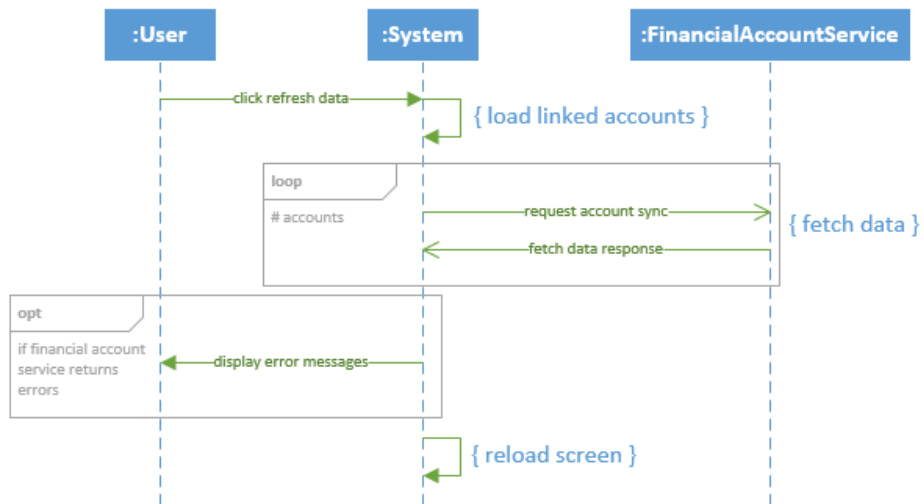 :User
:System
:FinancialAccountService
click refresh data
{ load linked accounts }
loop
# accounts
request account sync
{ fetch data }
fetch data response
opt
if financial account
service returns
errors
display error messages
{ reload screen }